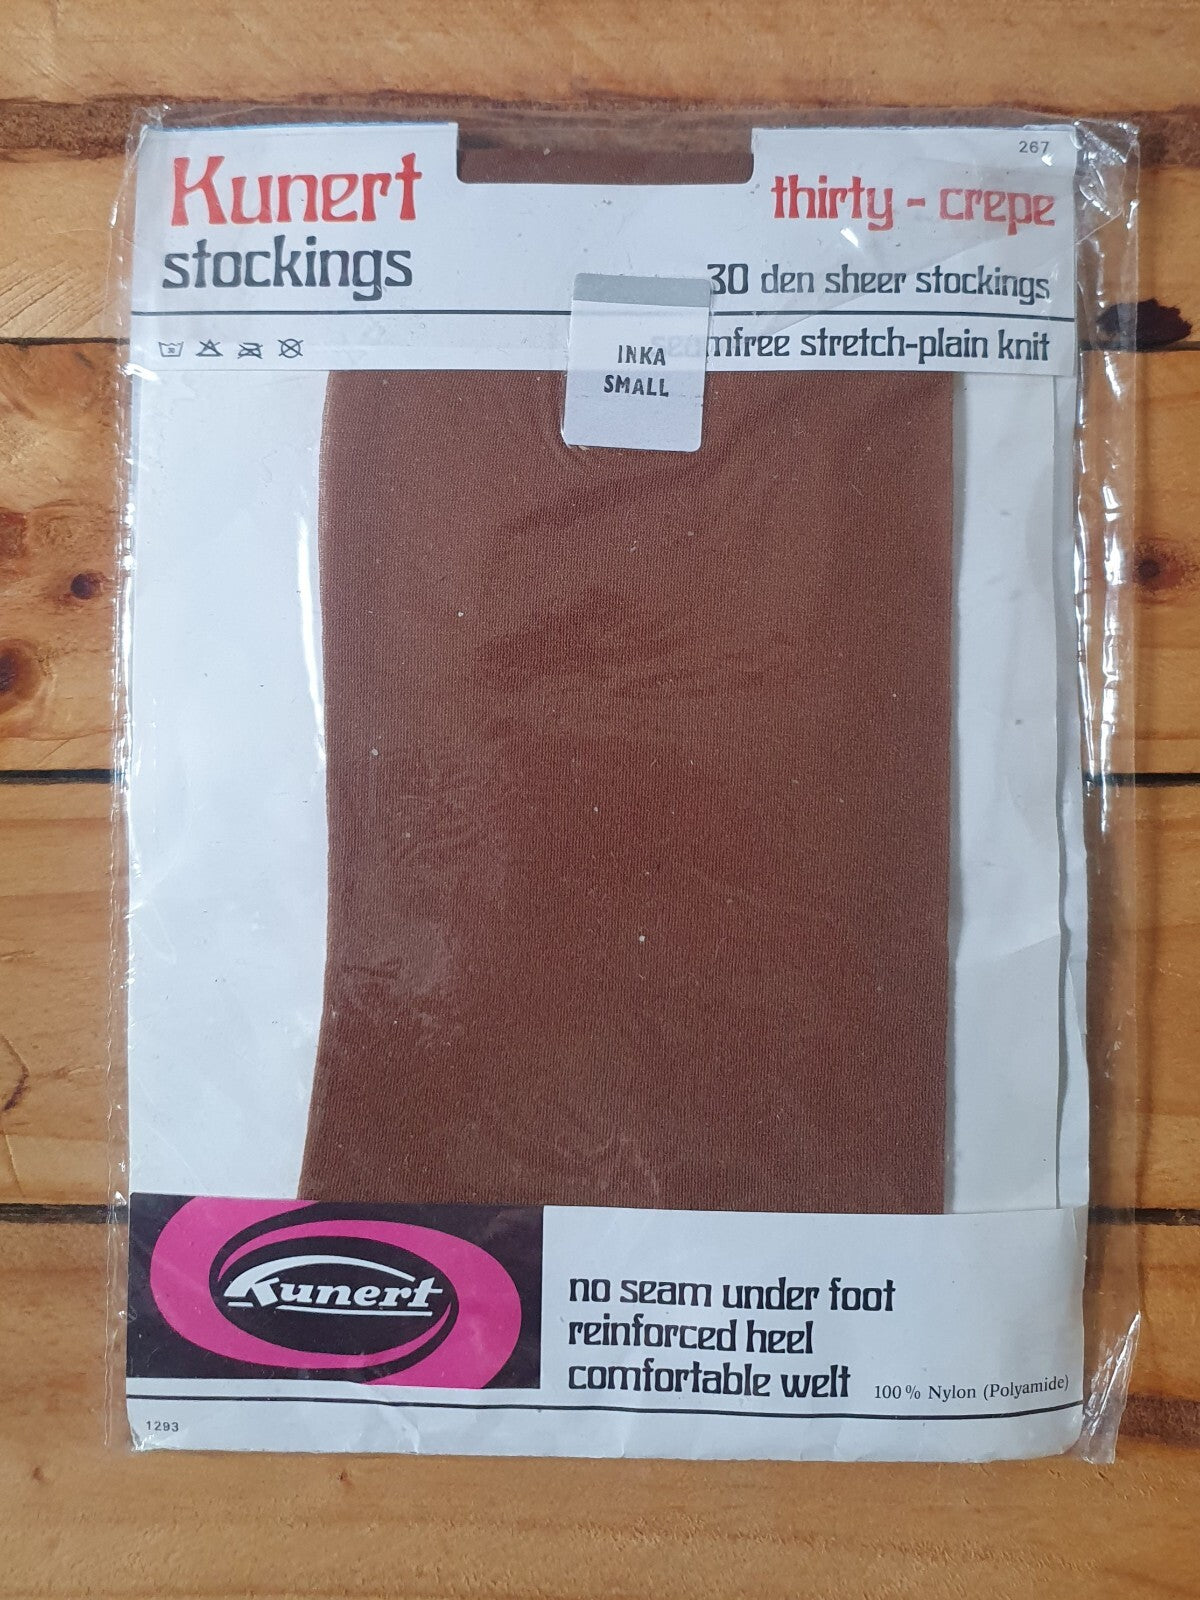 Kunert
stockings
267
thirty - crepe
30 den sheer stockings
seamfree stretch-plain knit
INKA
SMALL
Kunert
no seam under foot
reinforced heel
comfortable welt
100% Nylon (Polyamide)
1293